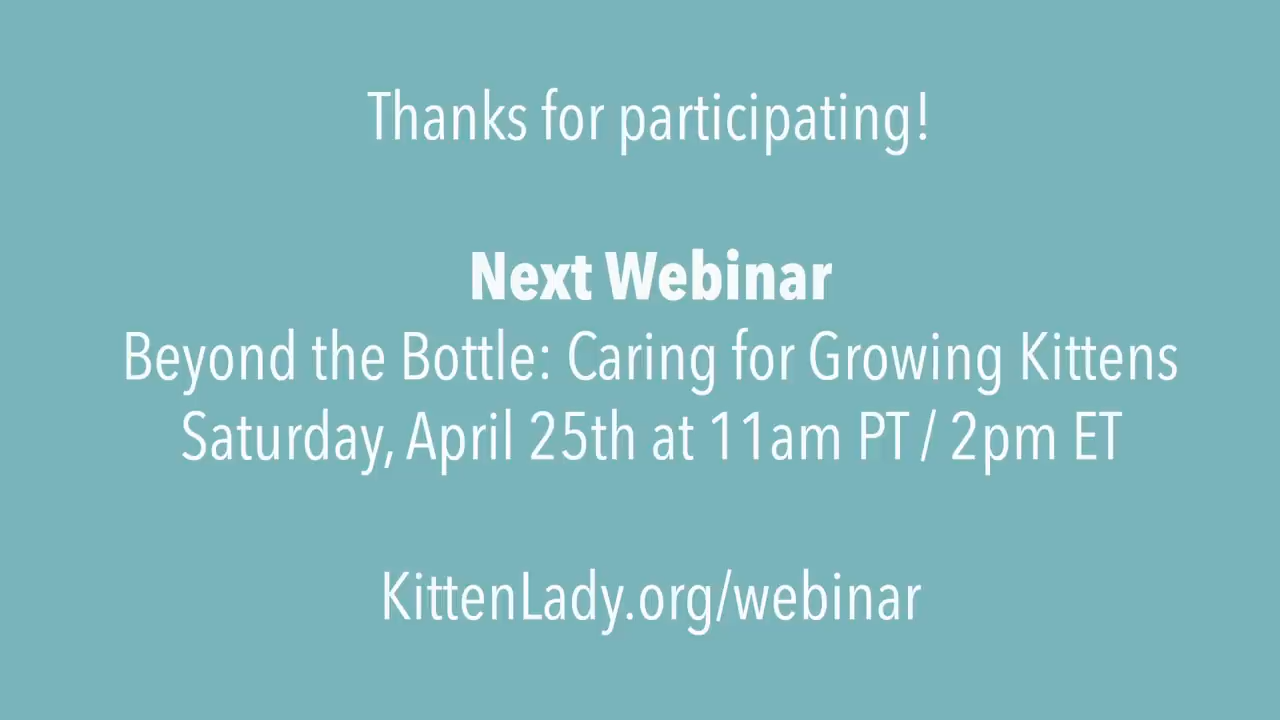 Thanks for participating!
Next Webinar
Beyond the Bottle: Caring for Growing Kittens
Saturday, April 25th at 11am PT / 2pm ET
KittenLady.org/webinar